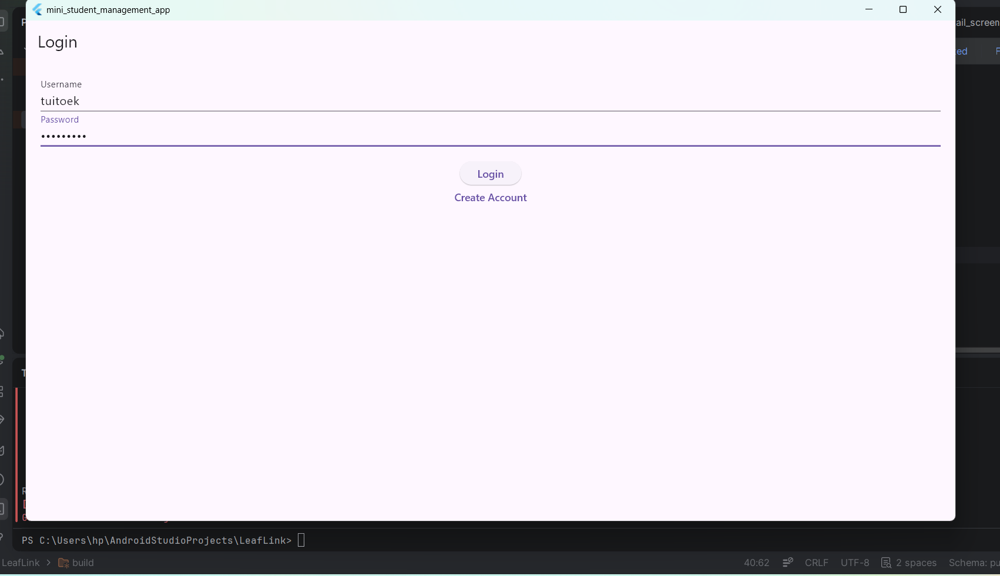 mini_student_management_app
ail_screen
Login
ed
Username
tuitoek
Password
•••••••••
Login
Create Account
PS C:\Users\hp\AndroidStudioProjects\LeafLink>
LeafLink > build
40:62 CRLF UTF-8 2 spaces Schema: pu